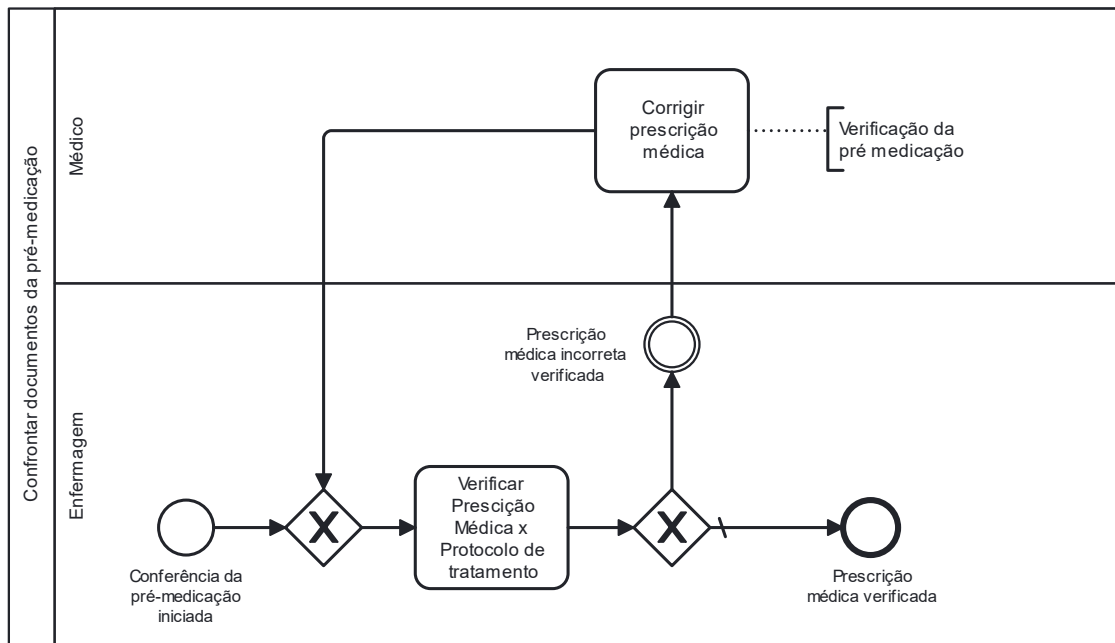 Confrontar documentos da pré-medicação
Médico
Corrigir
prescrição
médica
Verificação da
pré medicação
Enfermagem
Prescrição
médica incorreta
verificada
Conferência da
pré-medicação
iniciada
X
Verificar
Prescição
Médica x
Protocolo de
tratamento
X
Prescrição
médica verificada